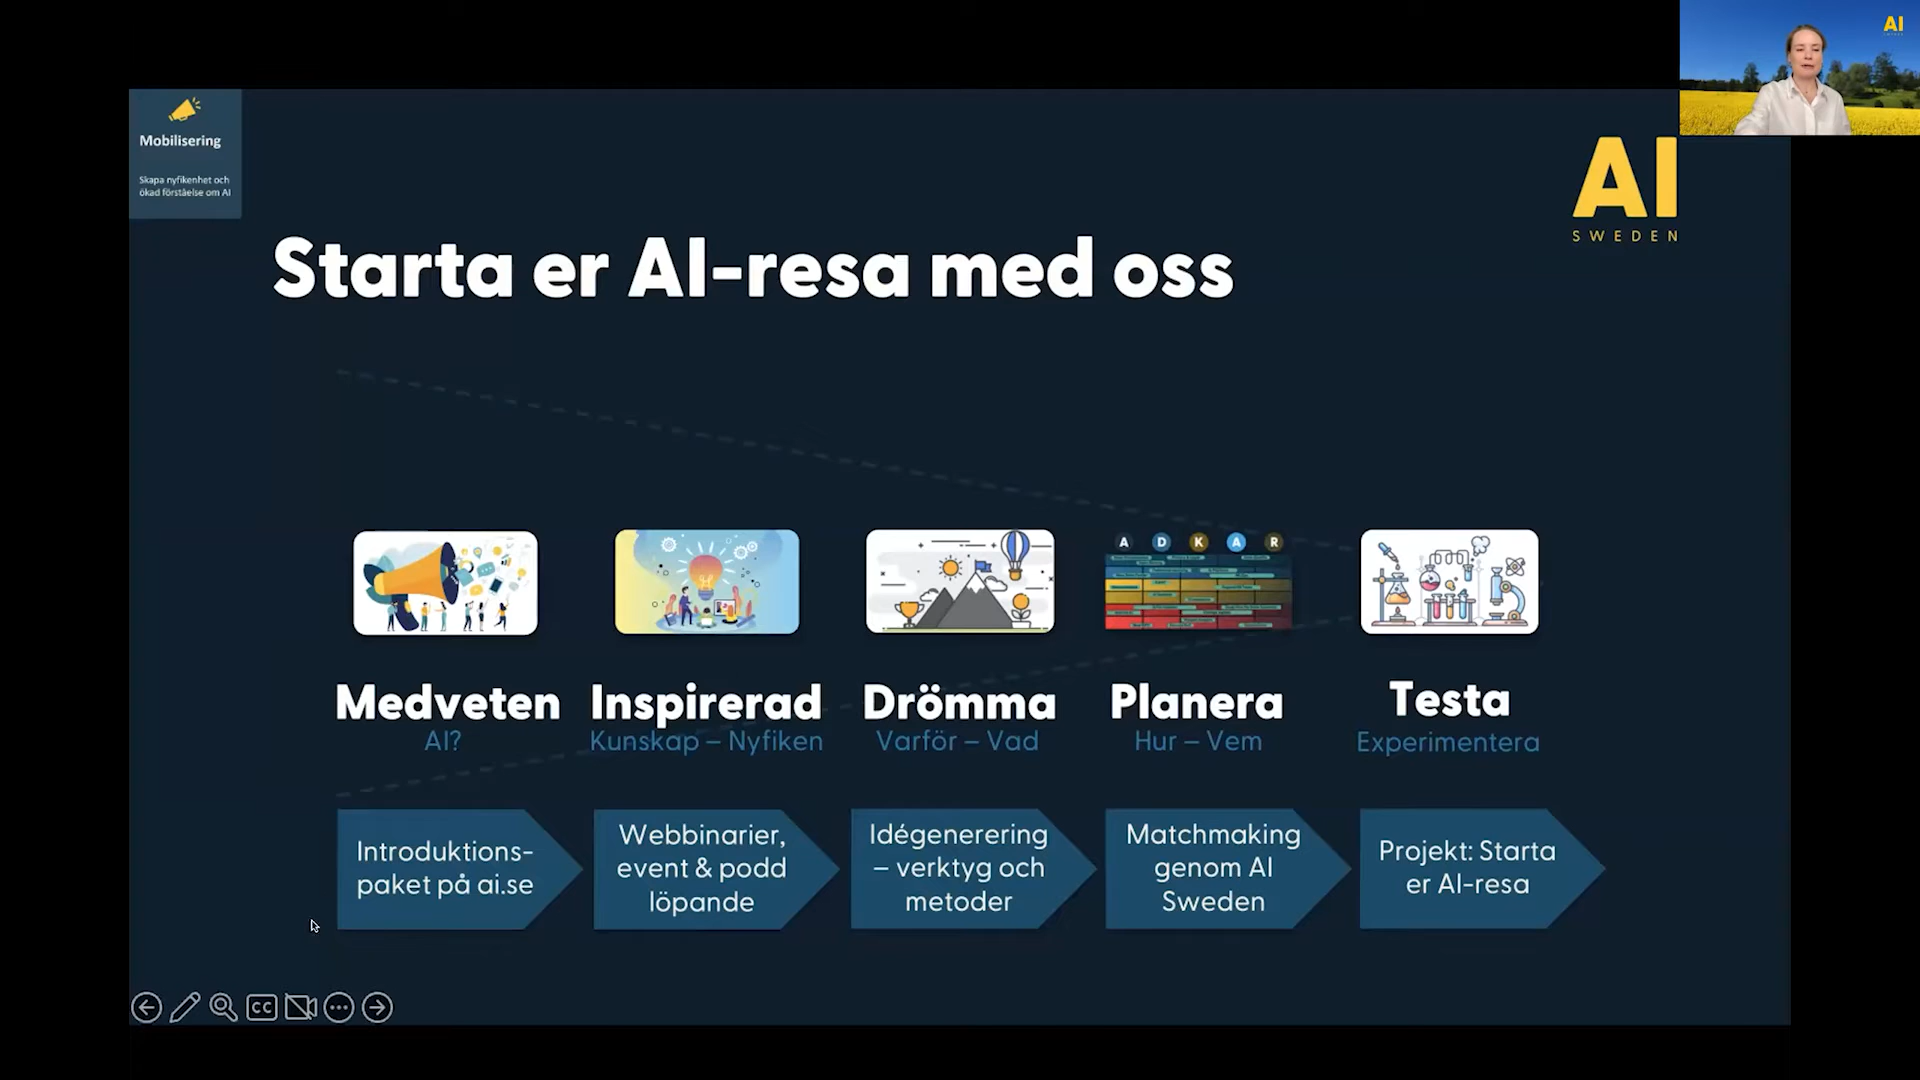 AI
Mobilisering
Skapa nyfikenhet och
ökad förståelse om AI
AI
SWEDEN
Starta er AI-resa med oss
A D K A R
Medveten
AI?
Inspirerad
Kunskap – Nyfiken
Drömma
Varför – Vad
Planera
Hur – Vem
Testa
Experimentera
Introduktions-
paket på ai.se
Webbinarier,
event & podd
löpande
Idégenerering
– verktyg och
metoder
Matchmaking
genom AI
Sweden
Projekt: Starta
er AI-resa
CC